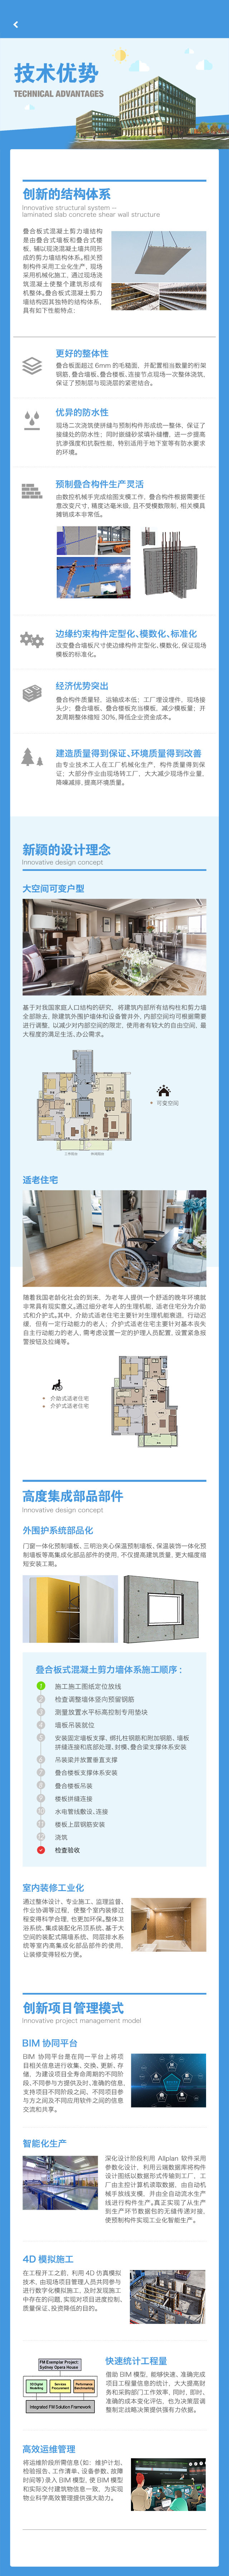 技术优势
TECHNICAL ADVANTAGES
创新的结构体系
Innovative structural system --
laminated slab concrete shear wall structure
叠合板式混凝土剪力墙结构
是由叠合式墙板和叠合式楼
板,辅以现浇混凝土墙共同形
成的剪力墙结构体系。相关预
制构件采用工业化生产,现场
采用机械化施工,通过现场浇
筑混凝土使整个建筑形成有
机整体。叠合板式混凝土剪力
墙结构因其独特的结构体系,
具有如下性能特点:
更好的整体性
叠合板面超过 6mm 的毛糙面,并配置相当数量的桁架
钢筋,叠合墙板、叠合楼板、连接节点现场一次整体浇筑,
保证了预制层与现浇层的紧密结合。
优异的防水性
现场二次浇筑使拼缝与预制构件形成统一整体,保证了
接缝处的防水性;同时嵌缝砂浆填补缝槽,进一步提高
抗渗强度和抗裂性能,特别适用于地下室等有防水要求
的环境。
预制叠合构件生产灵活
由数控机械手完成绘图支模工作,叠合构件根据需要任
意改变尺寸,精度达毫米级,且不受模数限制,相关模具
摊销成本非常低。
边缘约束构件定型化、模数化、标准化
改变叠合墙板尺寸使边缘构件定型化、模数化,保证现场
模板的标准化。
经济优势突出
叠合构件质量轻,运输成本低;工厂埋设埋件,现场接
头少;叠合墙板、叠合楼板充当模板,减少模板量;开
发周期整体缩短 30%,降低企业资金成本。
建造质量得到保证、环境质量得到改善
由专业技术工人在工厂机械化生产,构件质量得到保
证;大部分作业由现场转工厂,大大减少现场作业量,
降噪减排,提高环境质量。
新颖的设计理念
Innovative design concept
大空间可变户型
基于对我国家庭人口结构的研究,将建筑内部所有结构柱和剪力墙
全部除去,除建筑外围护墙体和设备管井外,内部空间均可根据需要
进行调整,以减少对内部空间的限定,使用者有较大的自由空间,最
大程度的满足生活、办公需求。
可变空间
适老住宅
随着我国老龄化社会的到来,为老年人提供一个舒适的晚年环境就
非常具有现实意义。通过细分老年人的生理机能,适老住宅分为介助
式和介护式。其中,介助式适老住宅主要针对生理机能衰退,行动迟
缓,但有一定行动能力的老人;介护式适老住宅主要针对基本丧失
自主行动能力的老人,需考虑设置一定的护理人员配置,设置紧急报
警按钮及拉绳等。
介助式适老住宅
介护式适老住宅
高度集成部品部件
Innovative design concept
外围护系统部品化
门窗一体化预制墙板、三明治夹心保温预制墙板、保温装饰一体化预
制墙板等高集成化部品部件的使用,不仅提高建筑质量,更大幅度缩
短安装工期。
叠合板式混凝土剪力墙体系施工顺序:
1 施工施工图纸定位放线
2 检查调整墙体竖向预留钢筋
3 测量放置水平标高控制专用垫块
4 墙板吊装就位
5 安装固定墙板支撑、绑扎柱钢筋和附加钢筋、墙板
拼缝连接和底部处理、封模、叠合梁支撑体系安装
6 吊装梁并放置垂直支撑
7 叠合楼板支撑体系安装
8 叠合楼板吊装
9 楼板拼缝连接
10 水电管线敷设、连接
11 楼板上层钢筋安装
12 浇筑
检查验收
室内装修工业化
通过整体设计、专业施工、监理监督、
作业协调等过程,使整个室内装修过
程变得科学合理,也更加环保。整体卫
浴系统、集成装配化吊顶系统、基于大
空间的装配式隔墙系统、同层排水系
统等室内高集成化部品部件的使用,
让装修变得轻松方便。
创新项目管理模式
Innovative project management model
BIM 协同平台
BIM 协同平台是在同一平台上将项
目相关信息进行收集、交换、更新、存
储,为建设项目全寿命周期的不同阶
段、不同参与方提供及时、准确的信息,
支持项目不同阶段之间、不同项目参
与方之间及不同应用软件之间的信息
交流和共享。
智能化生产
深化设计阶段利用 Allplan 软件采用
参数化设计,利用云端数据库将构件
设计图纸以数据形式传输到工厂,工
厂由主控计算机读取数据,由自动机
械手放线支模,并由全自动流水生产
线进行构件生产。真正实现了从生产
到生产环节数据包的无缝传递对接,
使预制构件实现工业化智能生产。
4D 模拟施工
在工程开工之前,利用 4D 仿真模拟
技术,由现场项目管理人员共同参与
进行数字化模拟施工,及时发现施工
中存在的问题,实现对项目进度控制、
质量保证、投资降低的目的。
FM Exemplar Project:
Sydney Opera House
Integrated FM Solution Framework
快速统计工程量
借助 BIM 模型,能够快速、准确完成
项目工程量信息的统计,大大提高财
务和采购部门工作效率,同时,即时、
准确的成本变化评估,也为决策层调
整制定战略决策提供强有力依据。
高效运维管理
将运维阶段所需信息(如:维护计划、
检验报告、工作清单、设备参数、故障
时间等)录入 BIM 模型,使 BIM 模型
和实际交付建筑物信息一致,为实现
物业科学高效管理提供强大助力。